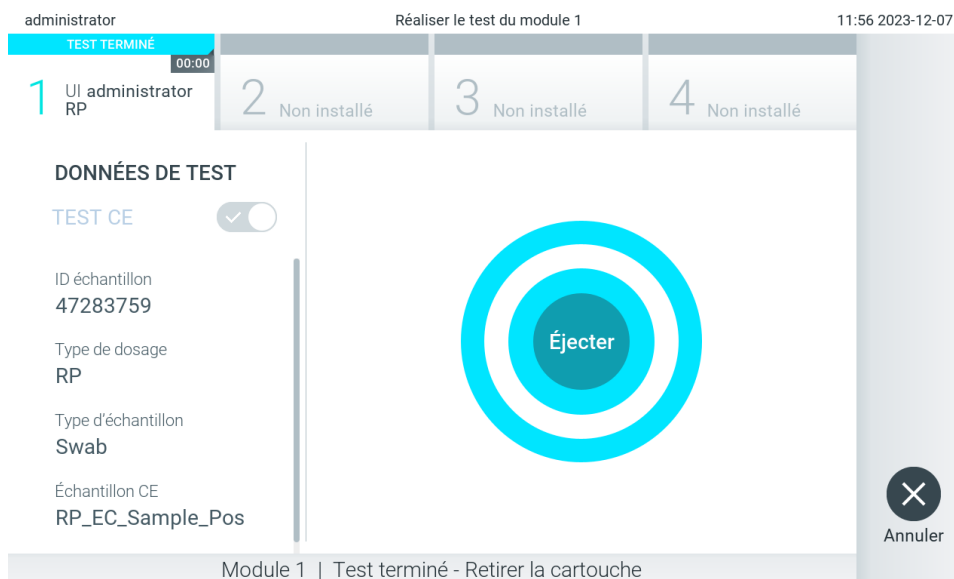 administrator
Réaliser le test du module 1
11:56 2023-12-07
TEST TERMINÉ
00:00
1 UI administrator
RP
2 Non installé
3 Non installé
4 Non installé
DONNÉES DE TEST
TEST CE
ID échantillon
47283759
Type de dosage
RP
Type d'échantillon
Swab
Échantillon CE
RP_EC_Sample_Pos
Éjecter
Annuler
Module 1 | Test terminé - Retirer la cartouche